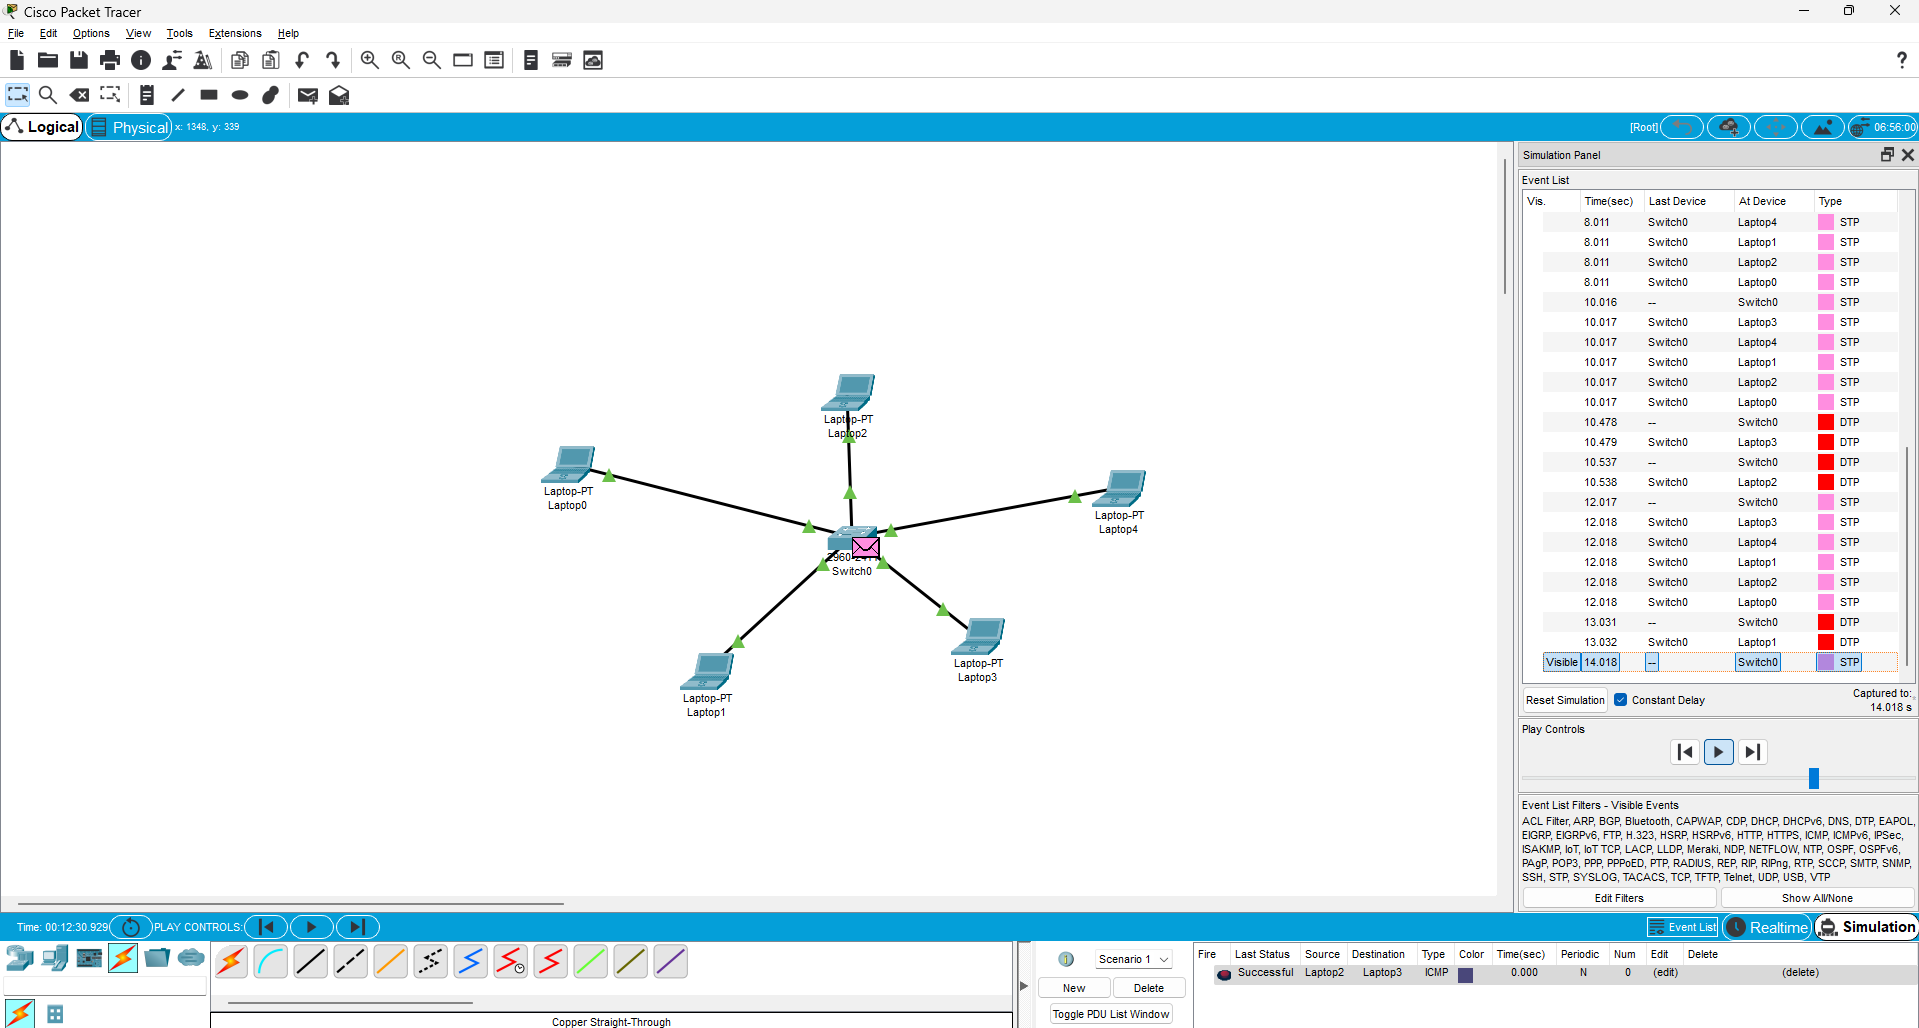 Cisco Packet Tracer
File Edit Options View Tools Extensions Help
Logical Physical x: 1348, y: 339 [Root] 06:56:00
Simulation Panel
Event List
Vis. Time(sec) Last Device At Device Type
8.011 Switch0 Laptop4 STP
8.011 Switch0 Laptop1 STP
8.011 Switch0 Laptop2 STP
8.011 Switch0 Laptop0 STP
10.016 -- Switch0 STP
10.017 Switch0 Laptop3 STP
10.017 Switch0 Laptop4 STP
10.017 Switch0 Laptop1 STP
10.017 Switch0 Laptop2 STP
10.017 Switch0 Laptop0 STP
10.478 -- Switch0 DTP
10.479 Switch0 Laptop3 DTP
10.537 -- Switch0 DTP
10.538 Switch0 Laptop2 DTP
12.017 -- Switch0 STP
12.018 Switch0 Laptop3 STP
12.018 Switch0 Laptop4 STP
12.018 Switch0 Laptop1 STP
12.018 Switch0 Laptop2 STP
12.018 Switch0 Laptop0 STP
13.031 -- Switch0 DTP
13.032 Switch0 Laptop1 DTP
Visible 14.018 -- Switch0 STP
Reset Simulation Constant Delay Captured to:
14.018 s
Play Controls
Event List Filters - Visible Events
ACL Filter, ARP, BGP, Bluetooth, CAPWAP, CDP, DHCP, DHCPv6, DNS, DTP, EAPOL,
EIGRP, EIGRPv6, FTP, H.323, HSRP, HSRPv6, HTTP, HTTPS, ICMP, ICMPv6, IPSec,
ISAKMP, IoT, IoT TCP, LACP, LLDP, Meraki, NDP, NETFLOW, NTP, OSPF, OSPFv6,
PAgP, POP3, PPP, PPPoED, PTP, RADIUS, REP, RIP, RIPng, RTP, SCCP, SMTP, SNMP,
SSH, STP, SYSLOG, TACACS, TCP, TFTP, Telnet, UDP, USB, VTP
Edit Filters Show All/None
Laptop-PT
Laptop2
Laptop-PT
Laptop0
Laptop-PT
Laptop4
Switch0
Laptop-PT
Laptop3
Laptop-PT
Laptop1
Time: 00:12:30.929 PLAY CONTROLS: Event List Realtime Simulation
Scenario 1
New Delete
Toggle PDU List Window
Fire Last Status Source Destination Type Color Time(sec) Periodic Num Edit Delete
Successful Laptop2 Laptop3 ICMP 0.000 N 0 (edit) (delete)
Copper Straight-Through